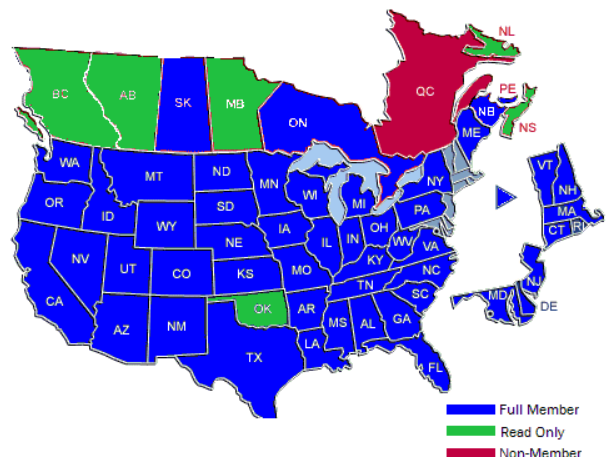 NL
BC
AB
SK
MB
ON
QC
PE
NB
NS
ME
WA
MT
ND
MN
OR
ID
WY
SD
WI
MI
NY
VT
NH
MA
CT
RI
NV
UT
CO
NE
IA
IL
IN
OH
PA
WV
VA
CA
AZ
NM
KS
MO
KY
NC
TN
SC
OK
AR
MS
AL
GA
LA
TX
FL
NJ
MD
DE
Full Member
Read Only
Non-Member